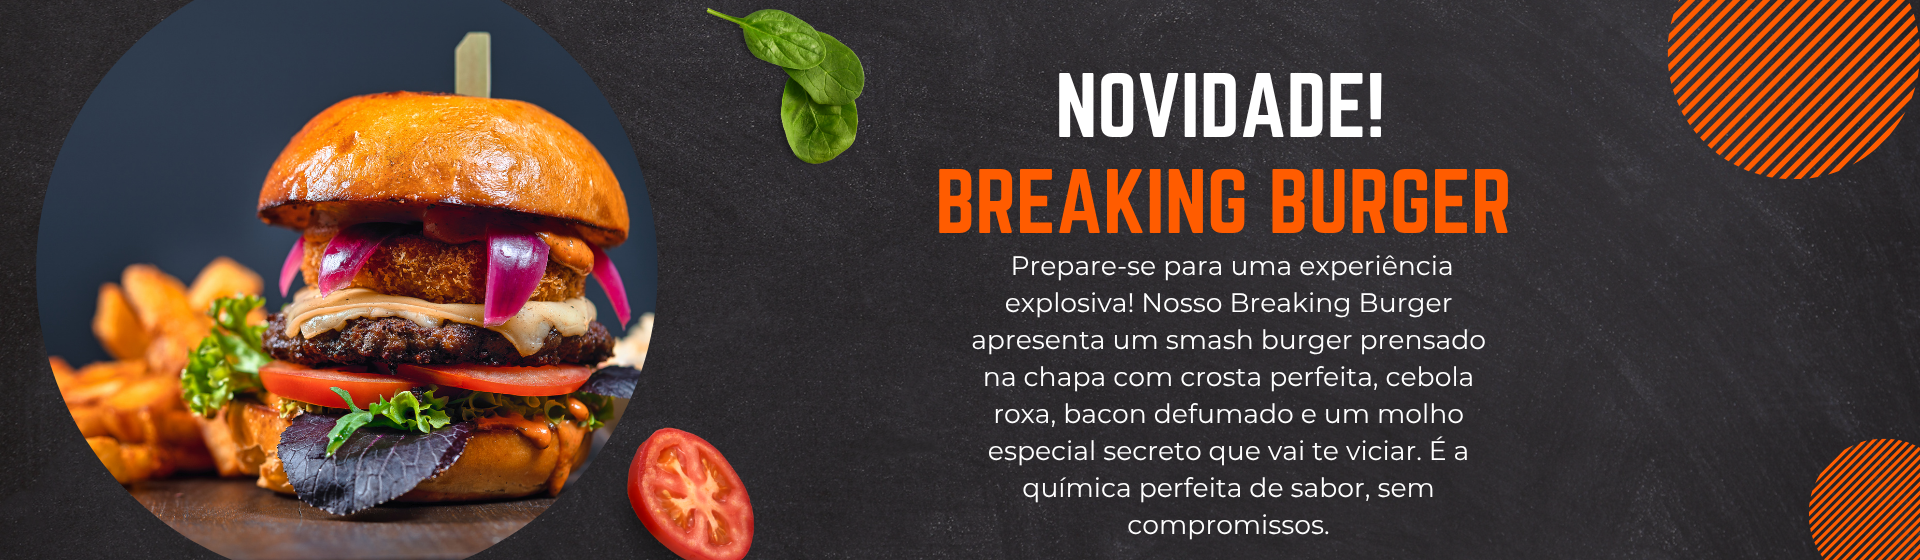 NOVIDADE!
BREAKING BURGER
Prepare-se para uma experiência
explosiva! Nosso Breaking Burger
apresenta um smash burger prensado
na chapa com crosta perfeita, cebola
roxa, bacon defumado e um molho
especial secreto que vai te viciar. É a
química perfeita de sabor, sem
compromissos.